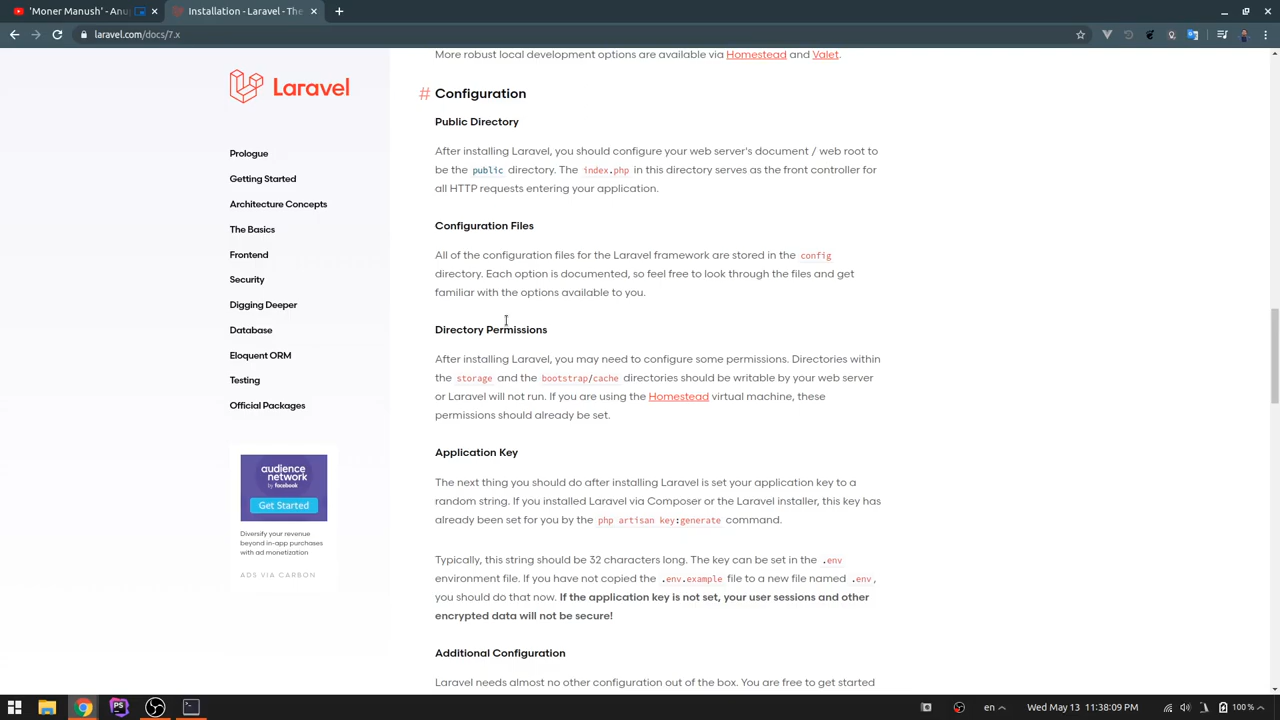 'Moner Manush' - Anu
Installation - Laravel - The
laravel.com/docs/7.x
More robust local development options are available via Homestead and Valet.
Laravel
# Configuration
Public Directory
After installing Laravel, you should configure your web server's document / web root to
be the public directory. The index.php in this directory serves as the front controller for
all HTTP requests entering your application.
Configuration Files
All of the configuration files for the Laravel framework are stored in the config
directory. Each option is documented, so feel free to look through the files and get
familiar with the options available to you.
Directory Permissions
After installing Laravel, you may need to configure some permissions. Directories within
the storage and the bootstrap/cache directories should be writable by your web server
or Laravel will not run. If you are using the Homestead virtual machine, these
permissions should already be set.
Application Key
The next thing you should do after installing Laravel is set your application key to a
random string. If you installed Laravel via Composer or the Laravel installer, this key has
already been set for you by the php artisan key:generate command.
Typically, this string should be 32 characters long. The key can be set in the .env
environment file. If you have not copied the .env.example file to a new file named .env,
you should do that now. If the application key is not set, your user sessions and other
encrypted data will not be secure!
Additional Configuration
Laravel needs almost no other configuration out of the box. You are free to get started
Prologue
Getting Started
Architecture Concepts
The Basics
Frontend
Security
Digging Deeper
Database
Eloquent ORM
Testing
Official Packages
audience
network
by facebook
Get Started
Diversify your revenue
beyond in-app purchases
with ad monetization
ADS VIA CARBON
en
Wed May 13, 11:38:09 PM
100%